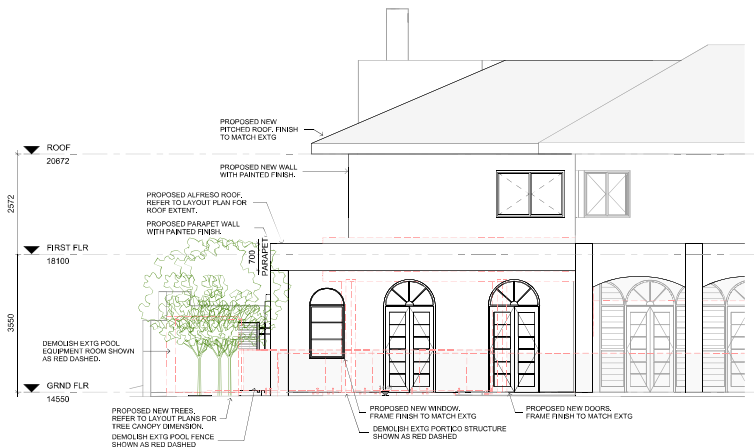 PROPOSED NEW
PITCHED ROOF. FINISH
TO MATCH EXTG
ROOF
20672
PROPOSED NEW WALL
WITH PAINTED FINISH.
2572
PROPOSED ALFRESO ROOF,
REFER TO LAYOUT PLAN FOR
ROOF EXTENT.
PROPOSED PARAPET WALL
WITH PAINTED FINISH.
FIRST FLR
18100
700
PARAPET
3550
DEMOLISH EXTG POOL
EQUIPMENT ROOM SHOWN
AS RED DASHED.
GRND FLR
14550
PROPOSED NEW TREES,
REFER TO LAYOUT PLANS FOR
TREE CANOPY DIMENSION.
DEMOLISH EXTG POOL FENCE
SHOWN AS RED DASHED
PROPOSED NEW WINDOW.
FRAME FINISH TO MATCH EXTG
DEMOLISH EXTG PORTICO STRUCTURE
SHOWN AS RED DASHED
PROPOSED NEW DOORS.
FRAME FINISH TO MATCH EXTG